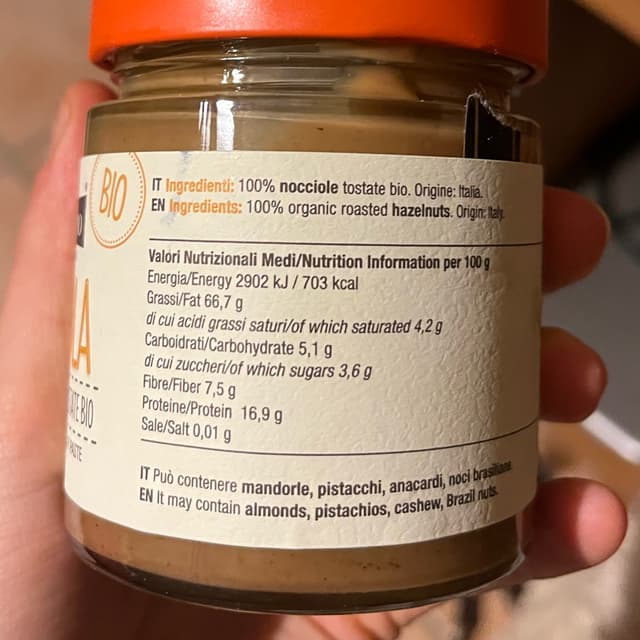 BIO
IT Ingredienti: 100% nocciole tostate bio. Origine: Italia.
EN Ingredients: 100% organic roasted hazelnuts. Origin: Italy.
Valori Nutrizionali Medi/Nutrition Information per 100 g
Energia/Energy 2902 kJ / 703 kcal
Grassi/Fat 66,7 g
di cui acidi grassi saturi/of which saturated 4,2 g
Carboidrati/Carbohydrate 5,1 g
di cui zuccheri/of which sugars 3,6 g
Fibre/Fiber 7,5 g
Proteine/Protein 16,9 g
Sale/Salt 0,01 g
IT Può contenere mandorle, pistacchi, anacardi, noci brasiliane
EN It may contain almonds, pistachios, cashew, Brazil nuts.
LA
BIO